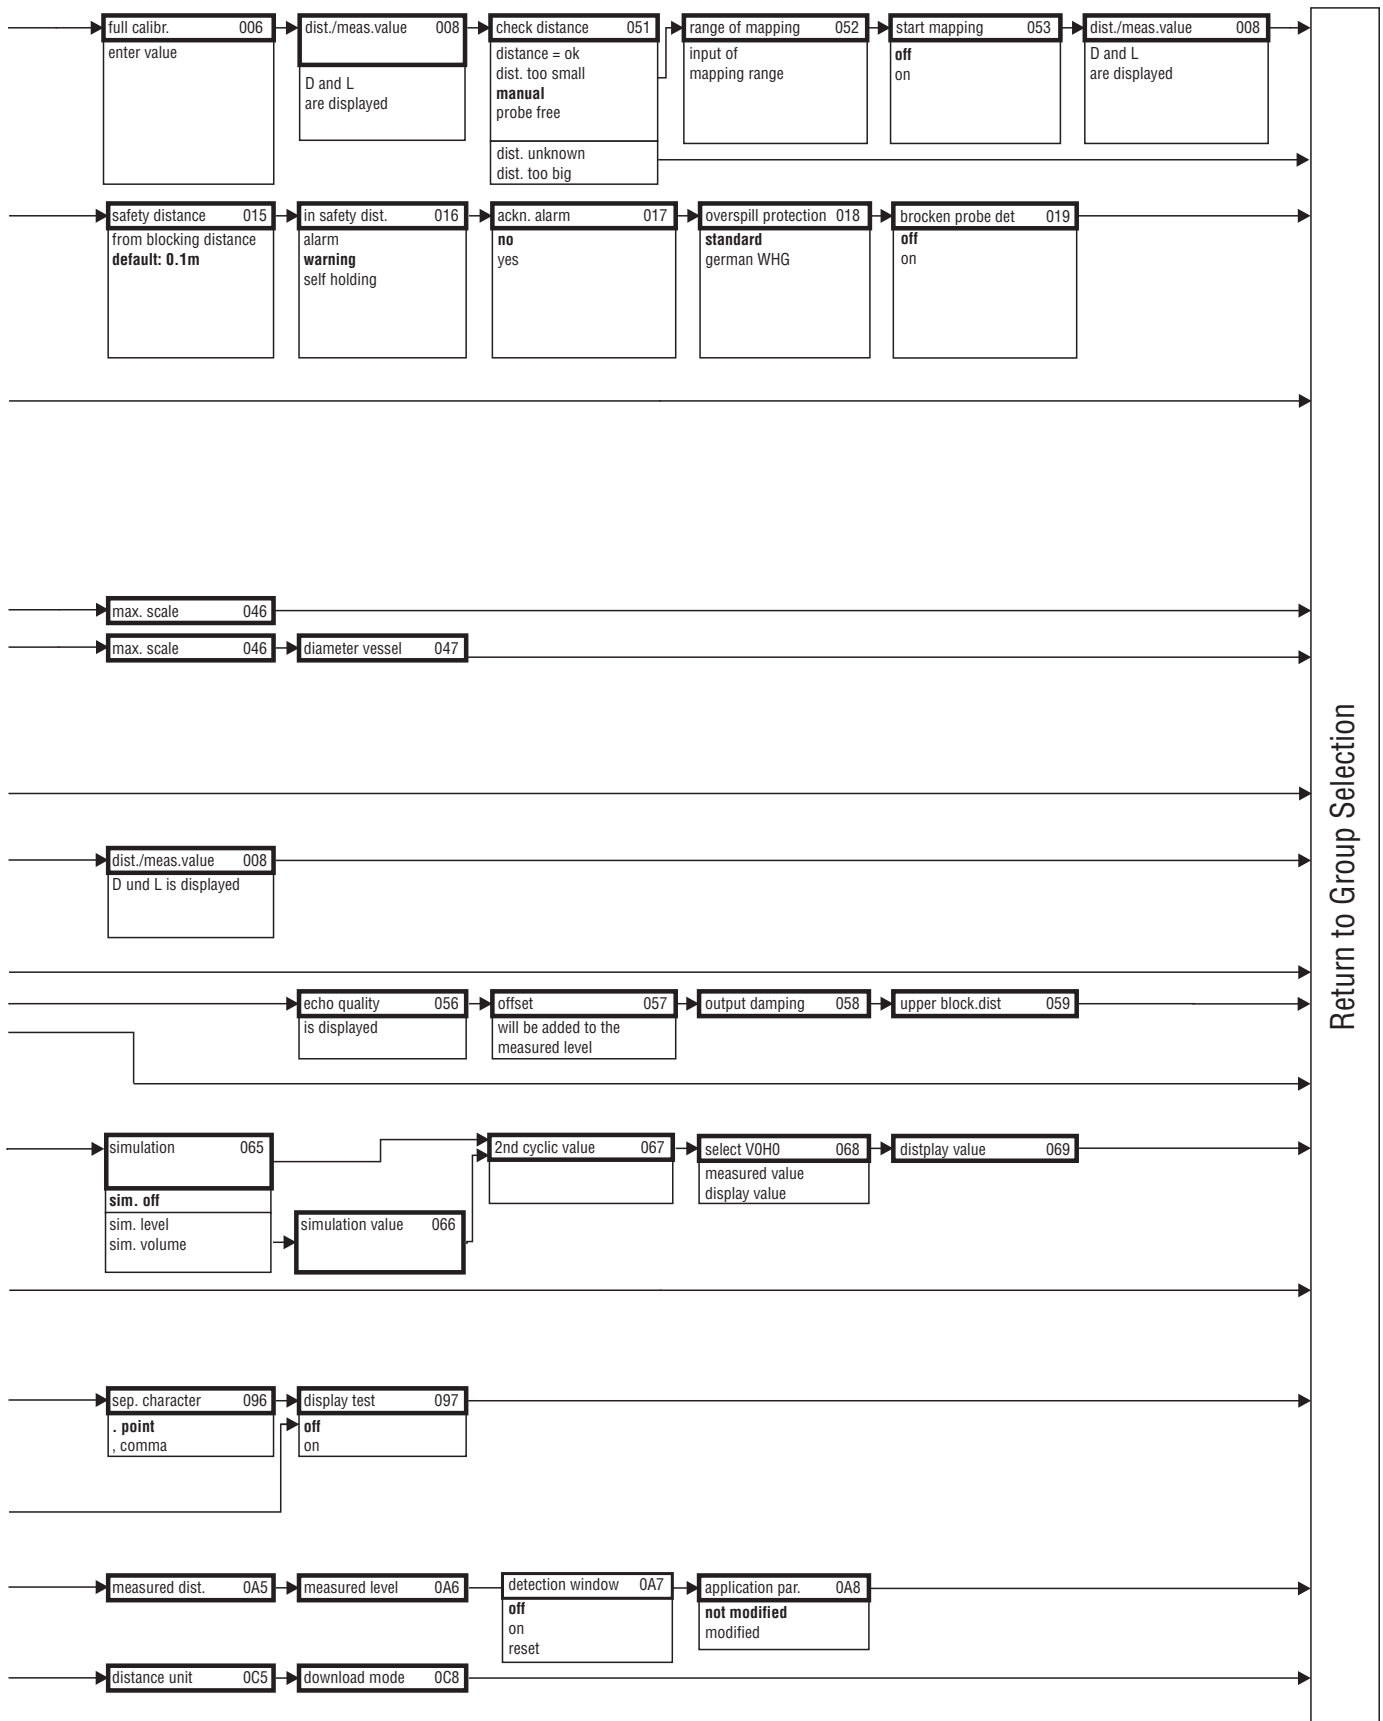 full calibr. 006
enter value
dist./meas.value 008
D and L
are displayed
check distance 051
distance = ok
dist. too small
manual
probe free
dist. unknown
dist. too big
range of mapping 052
input of
mapping range
start mapping 053
off
on
dist./meas.value 008
D and L
are displayed
safety distance 015
from blocking distance
default: 0.1m
in safety dist. 016
alarm
warning
self holding
ackn. alarm 017
no
yes
overspill protection 018
standard
german WHG
brocken probe det 019
off
on
max. scale 046
max. scale 046
diameter vessel 047
dist./meas.value 008
D und L is displayed
echo quality 056
is displayed
offset 057
will be added to the
measured level
output damping 058
upper block.dist 059
simulation 065
sim. off
sim. level
sim. volume
simulation value 066
2nd cyclic value 067
select V0H0 068
measured value
display value
distplay value 069
sep. character 096
. point
, comma
display test 097
off
on
measured dist. 0A5
measured level 0A6
detection window 0A7
off
on
reset
application par. 0A8
not modified
modified
distance unit 0C5
download mode 0C8
Return to Group Selection